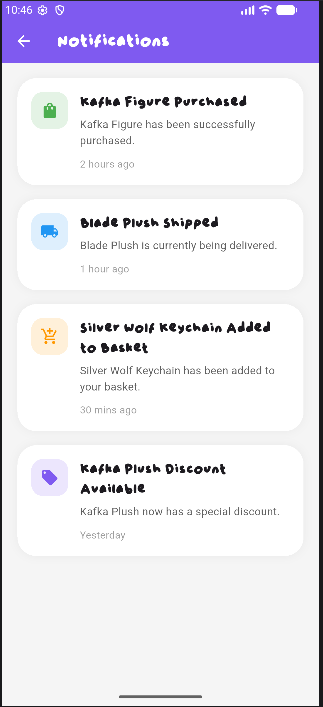 10:46
Notifications
Kafka Figure Purchased
Kafka Figure has been successfully
purchased.
2 hours ago
Blade Plush Shipped
Blade Plush is currently being delivered.
1 hour ago
Silver Wolf Keychain Added
to Basket
Silver Wolf Keychain has been added to
your basket.
30 mins ago
Kafka Plush Discount
Available
Kafka Plush now has a special discount.
Yesterday